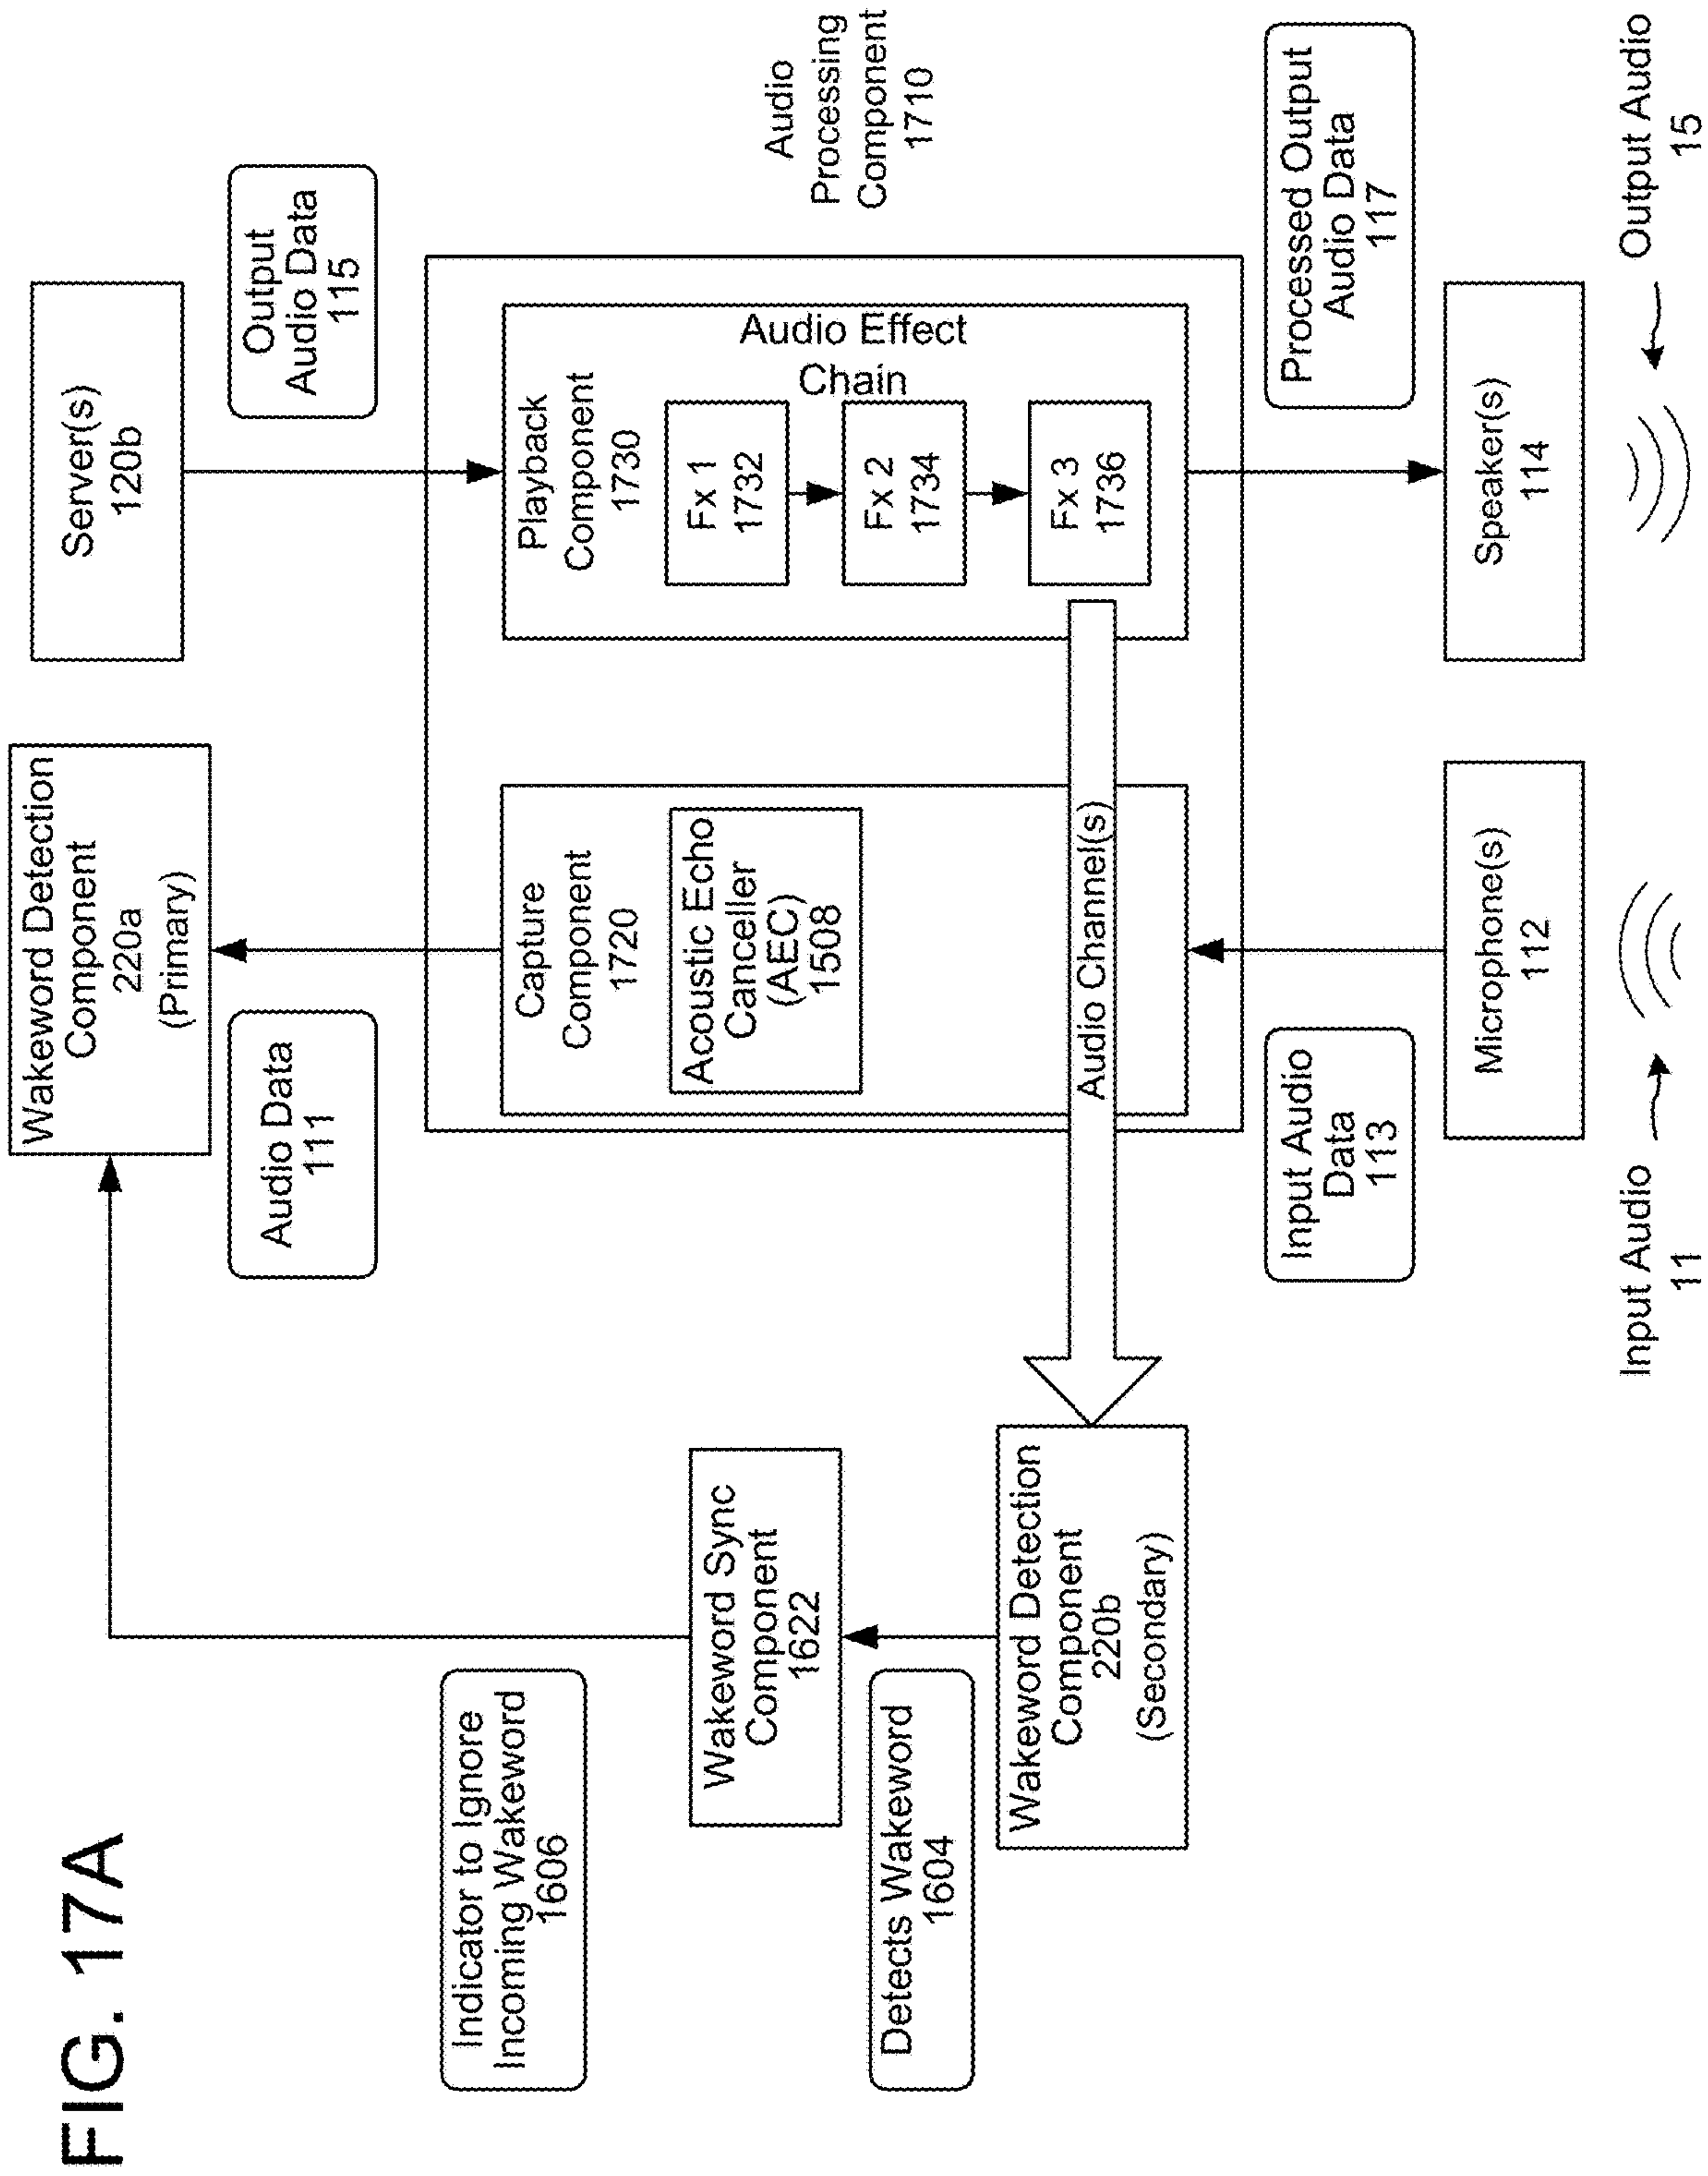 FIG. 17A
Wakeword Detection
Component
220a
(Primary)
Server(s)
120b
Audio Data
111
Output
Audio Data
115
Indicator to Ignore
Incoming Wakeword
1606
Wakeword Sync
Component
1622
Detects Wakeword
1604
Wakeword Detection
Component
220b
(Secondary)
Capture
Component
1720
Acoustic Echo
Canceller
(AEC)
1508
Audio Channel(s)
Playback
Component
1730
Audio Effect
Chain
Fx 1
1732
Fx 2
1734
Fx 3
1736
Audio
Processing
Component
1710
Input Audio
Data
113
Processed Output
Audio Data
117
Microphone(s)
112
Speaker(s)
114
Input Audio
11
Output Audio
15